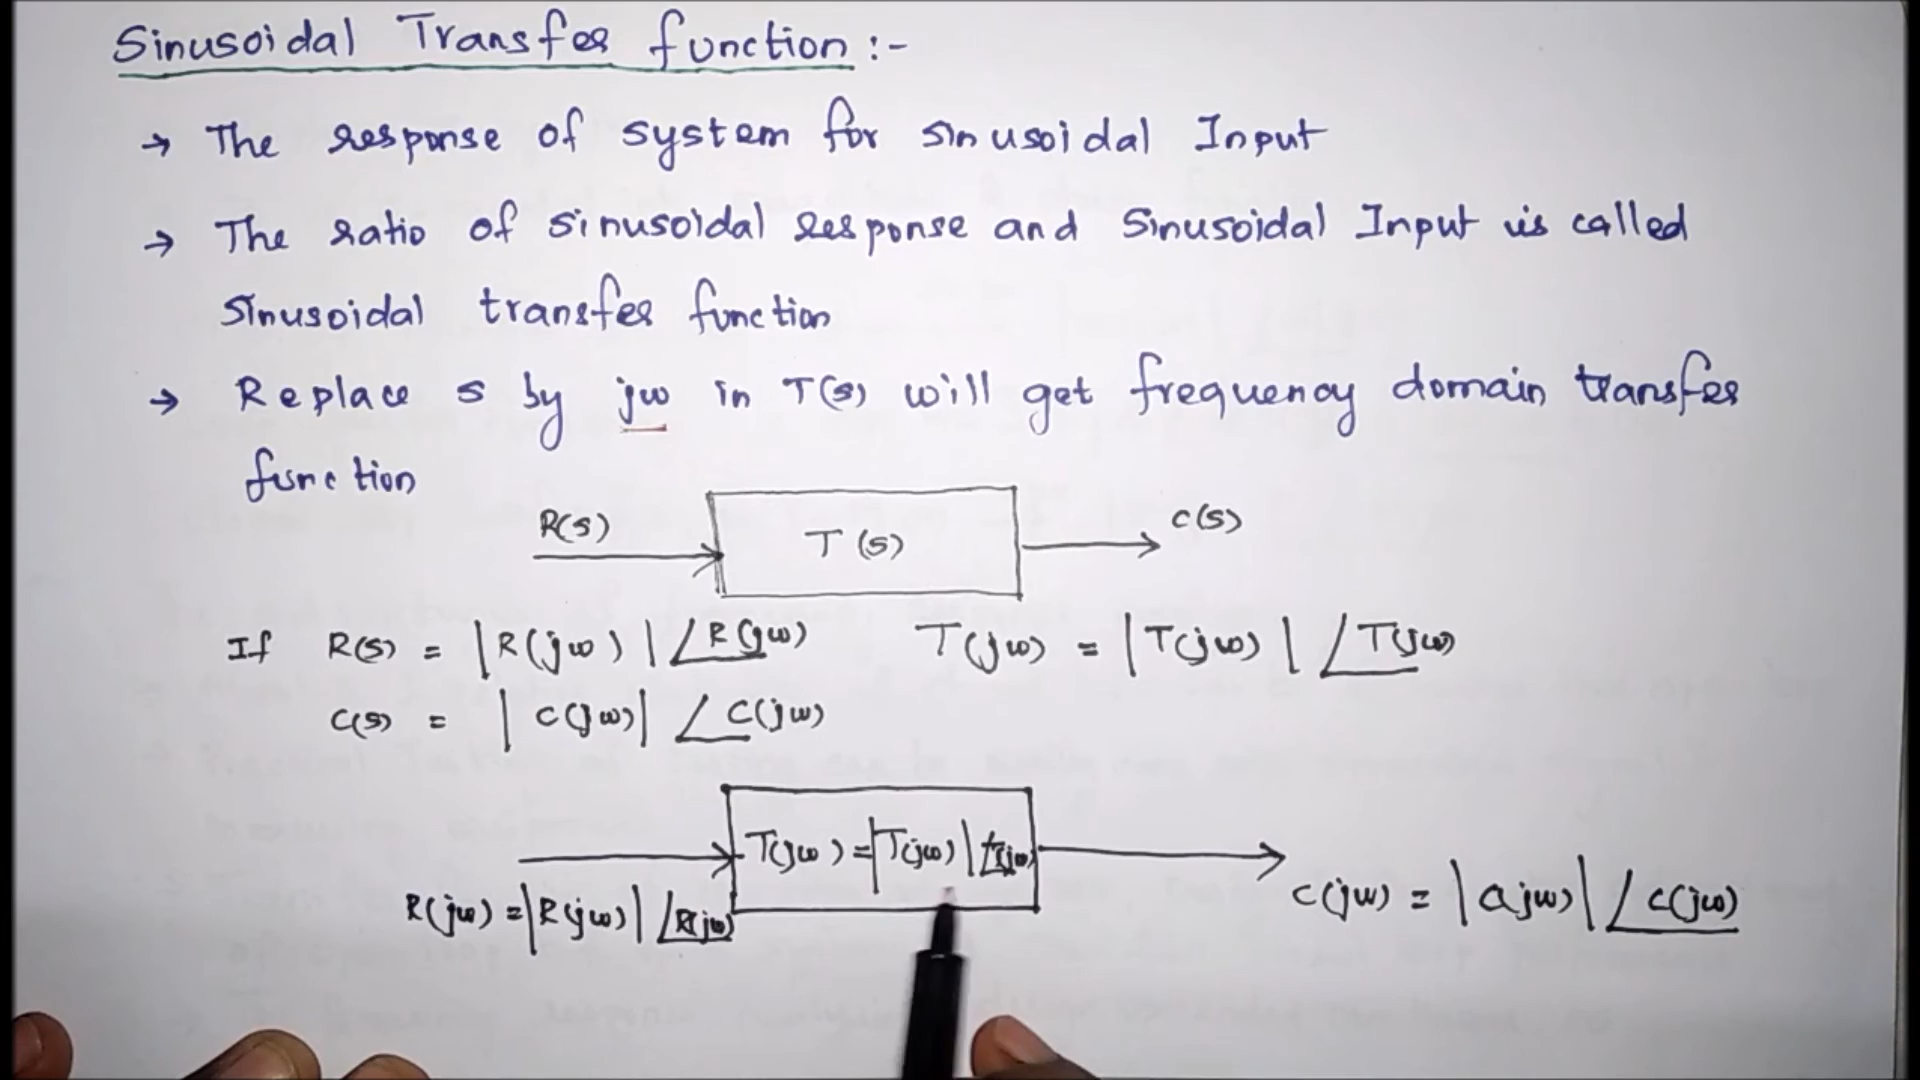 Sinusoidal Transfer function :-
→ The response of system for sinusoidal Input
→ The ratio of sinusoidal response and Sinusoidal Input is called
sinusoidal transfer function
→ Replace s by jω in T(s) will get frequency domain transfer
function
R(s) T(s) C(s)
If R(s) = |R(jω)| ∠R(jω) T(jω) = |T(jω)| ∠T(jω)
C(s) = |C(jω)| ∠C(jω)
T(jω) = |T(jω)| ∠T(jω)
R(jω) = |R(jω)| ∠R(jω) C(jω) = |C(jω)| ∠C(jω)